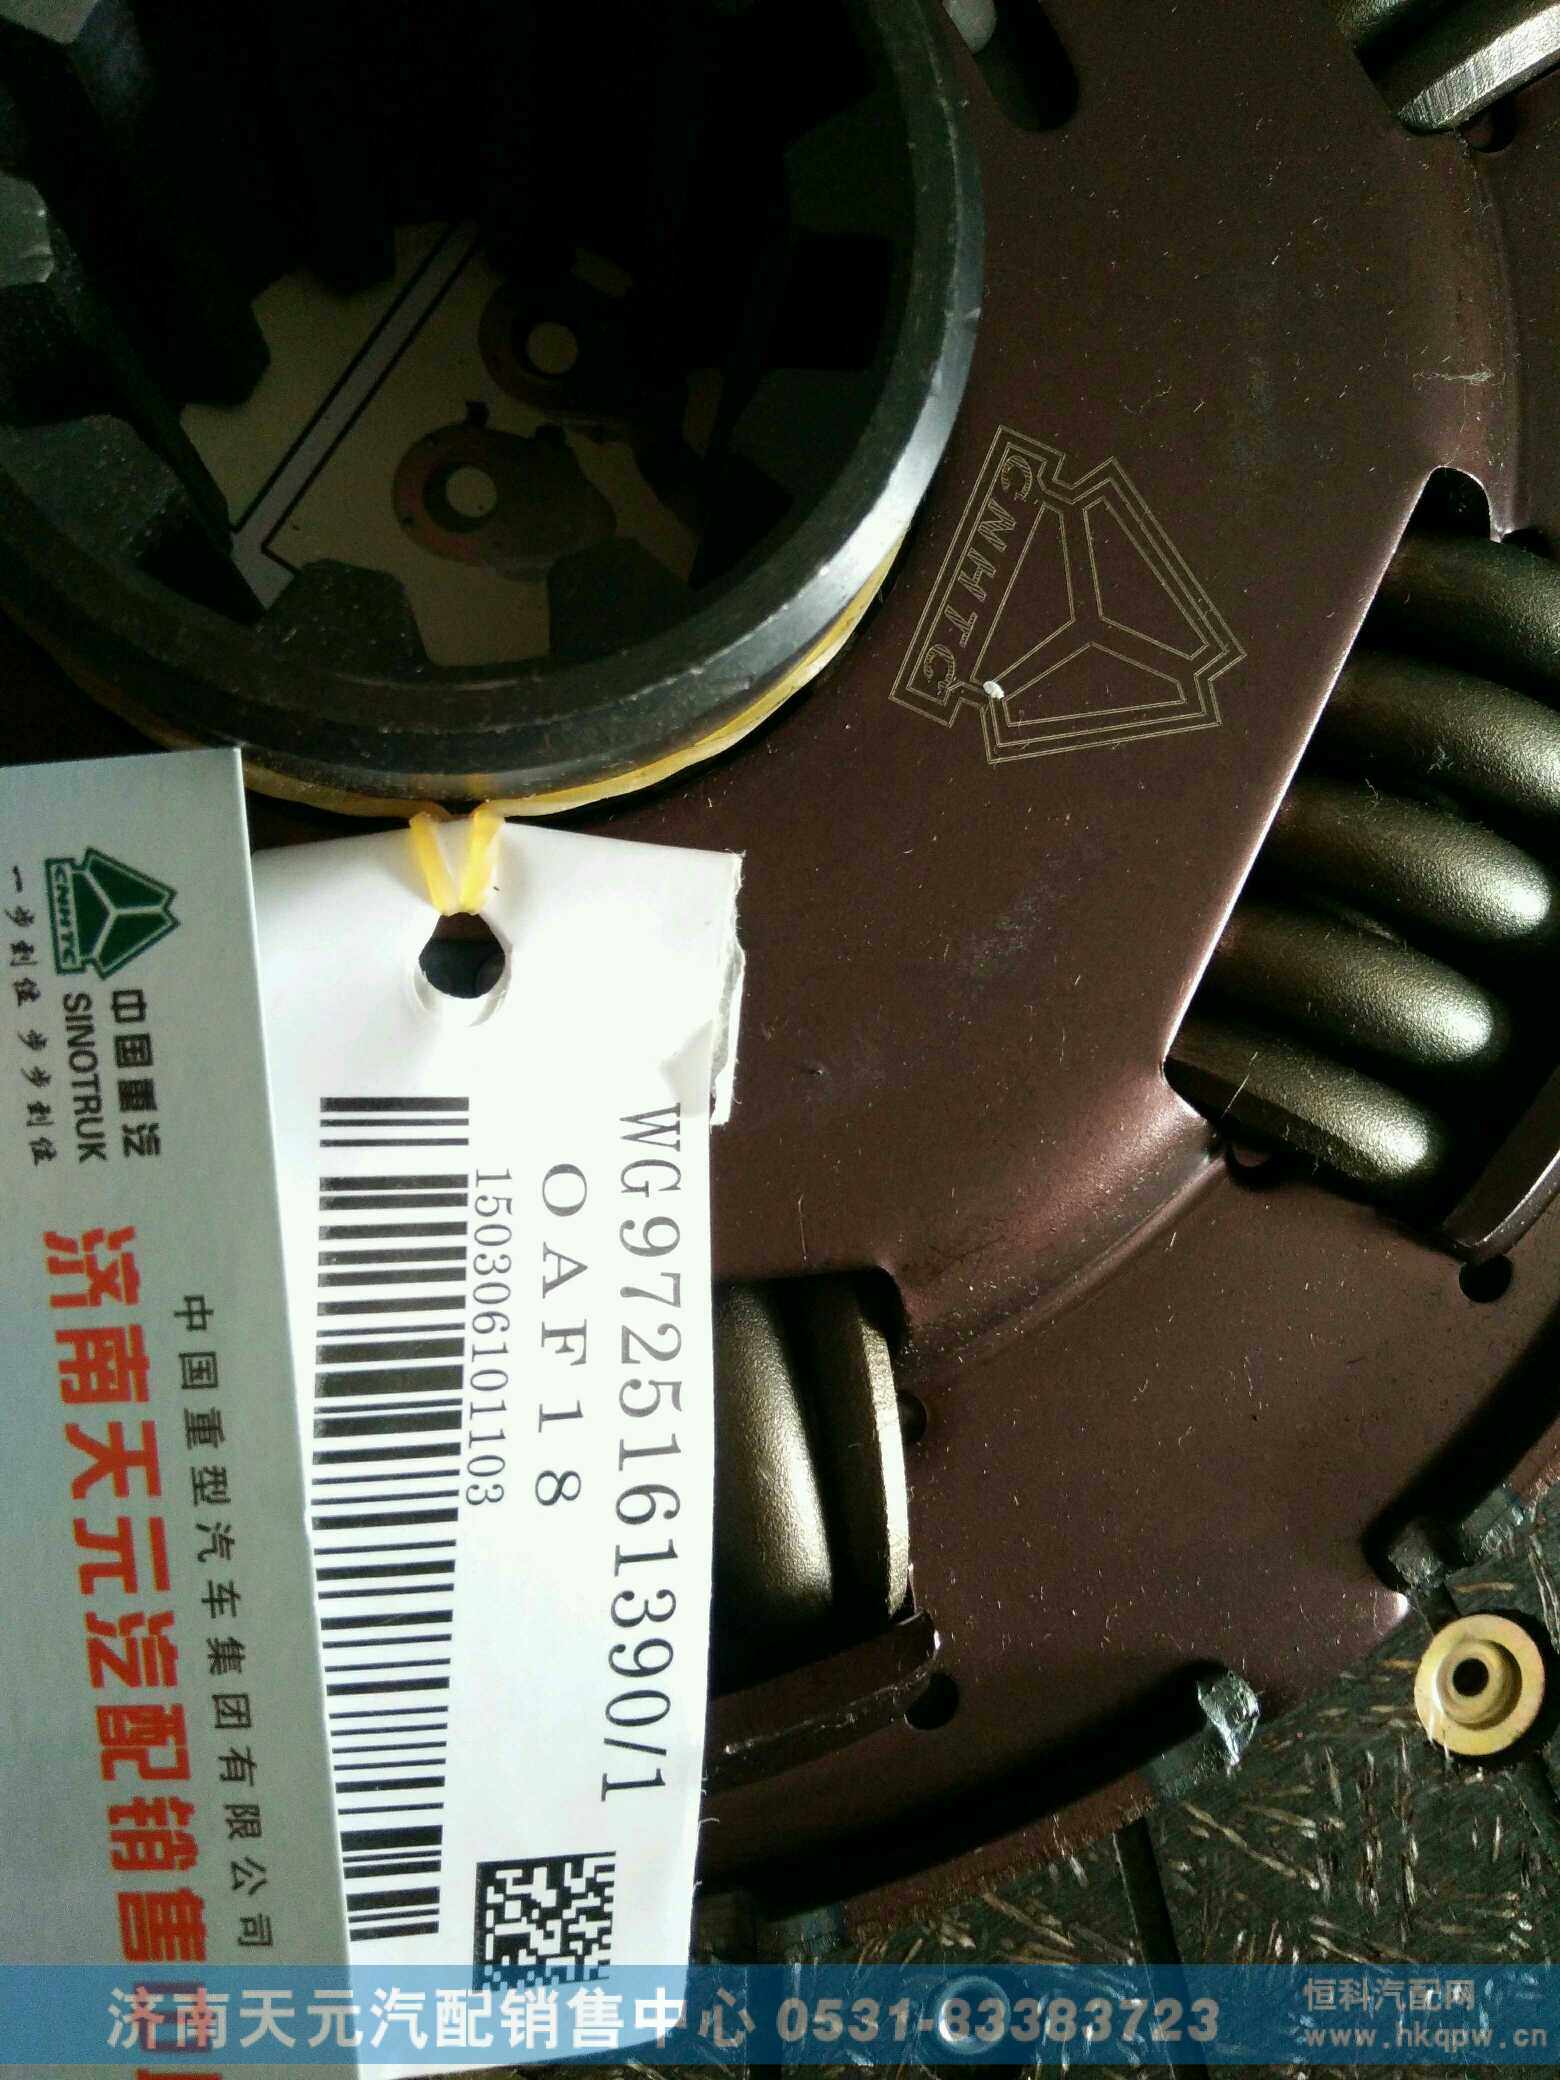 CNHTC
WG9725161390/1
OAF18
150306101103
CNHTC
中国重汽
SINOTRUK
一步到位 步步到位
中国重型汽车集团有限公司
济南天元汽配销售中
济南天元汽配销售中心 0531-83383723
恒科汽配网
www.hkqpw.cn